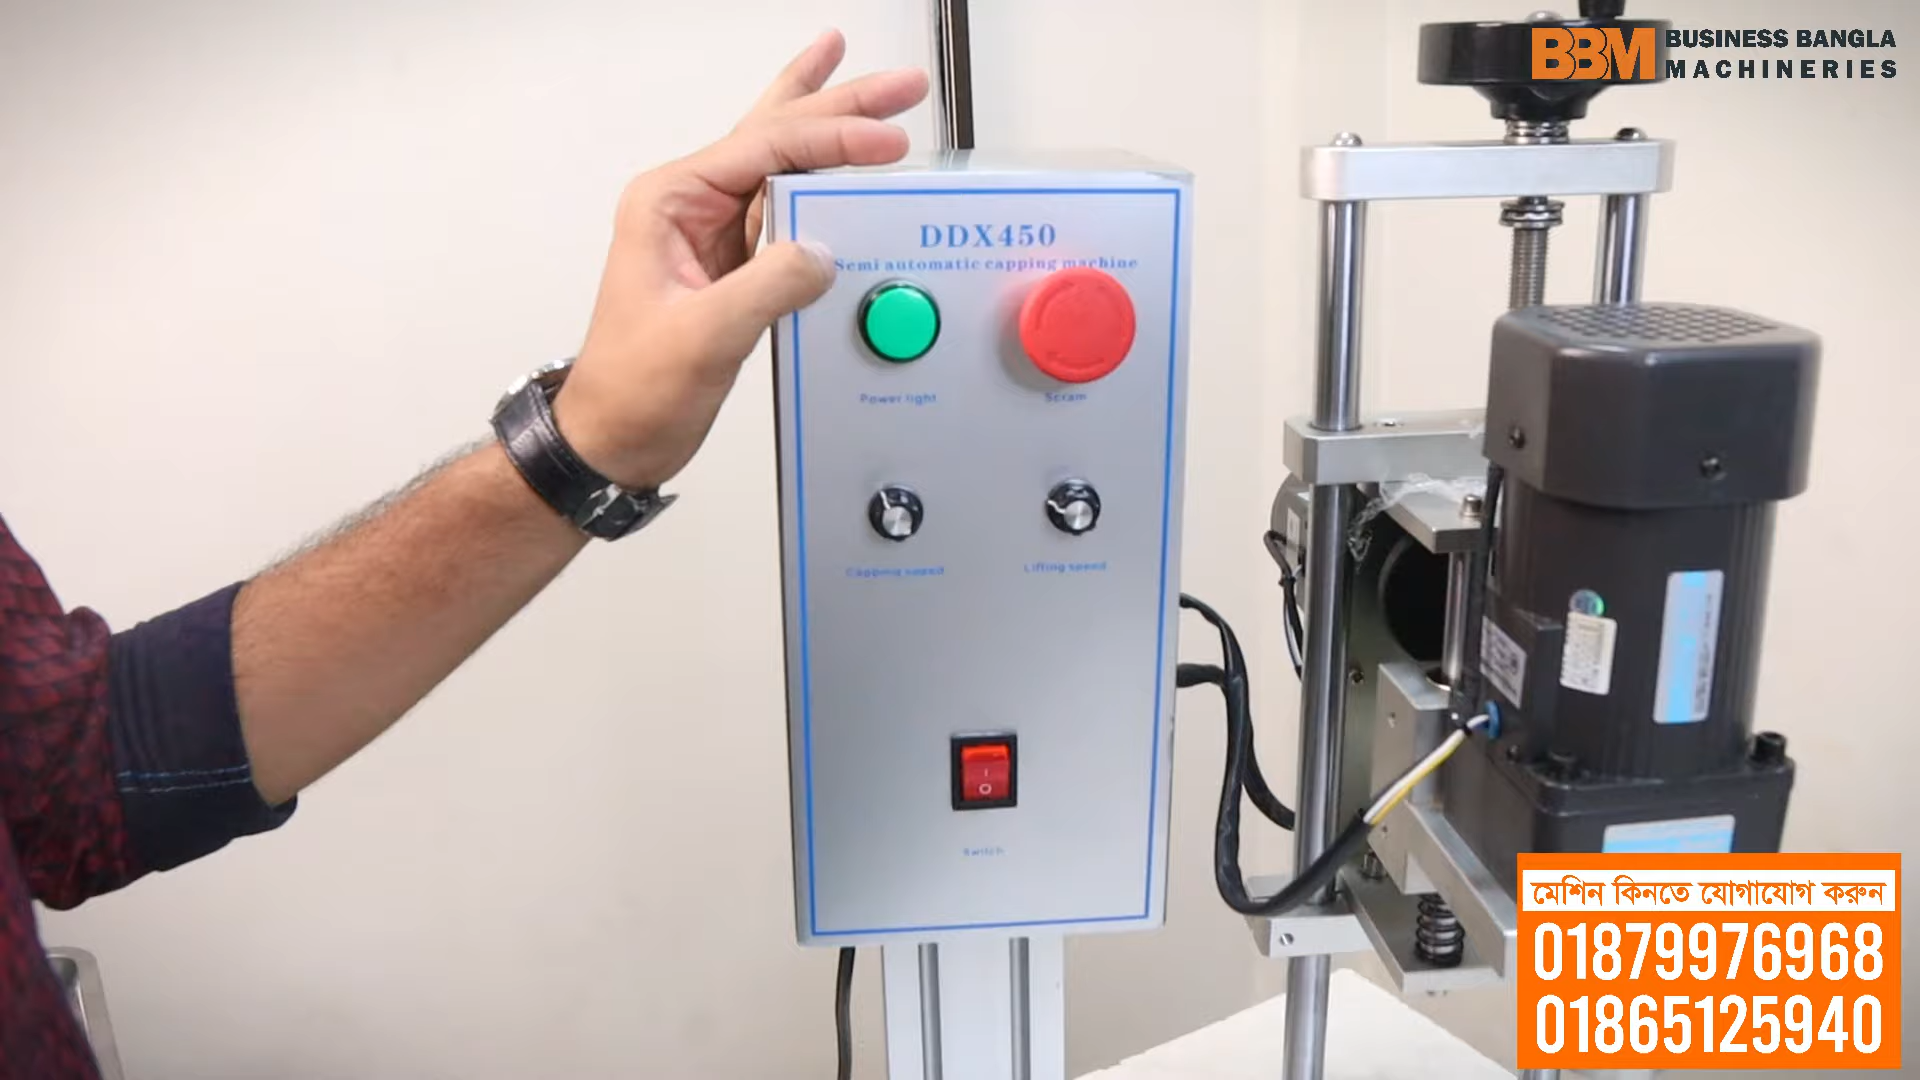 BBM BUSINESS BANGLA
MACHINERIES
DDX450
Semi automatic capping machine
Power light
Scram
Capping speed
Lifting speed
Switch
মেশিন কিনতে যোগাযোগ করুন
01879976968
01865125940